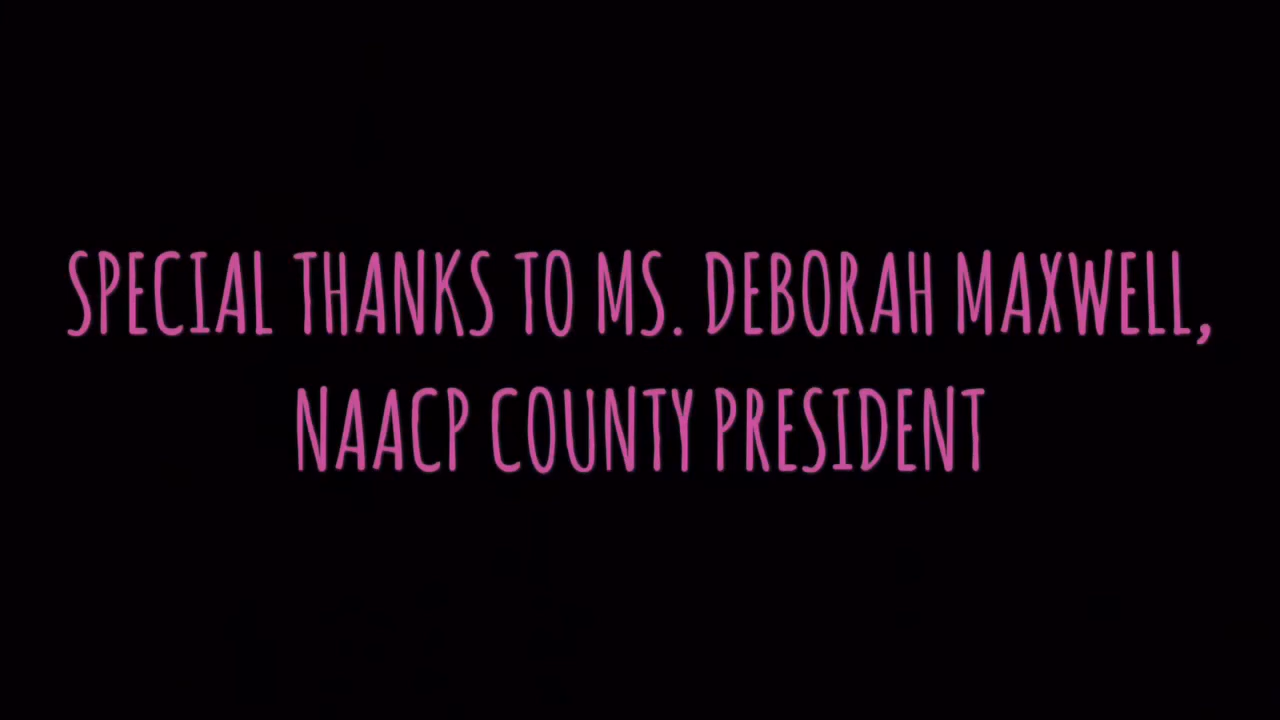 SPECIAL THANKS TO MS. DEBORAH MAXWELL,
NAACP COUNTY PRESIDENT